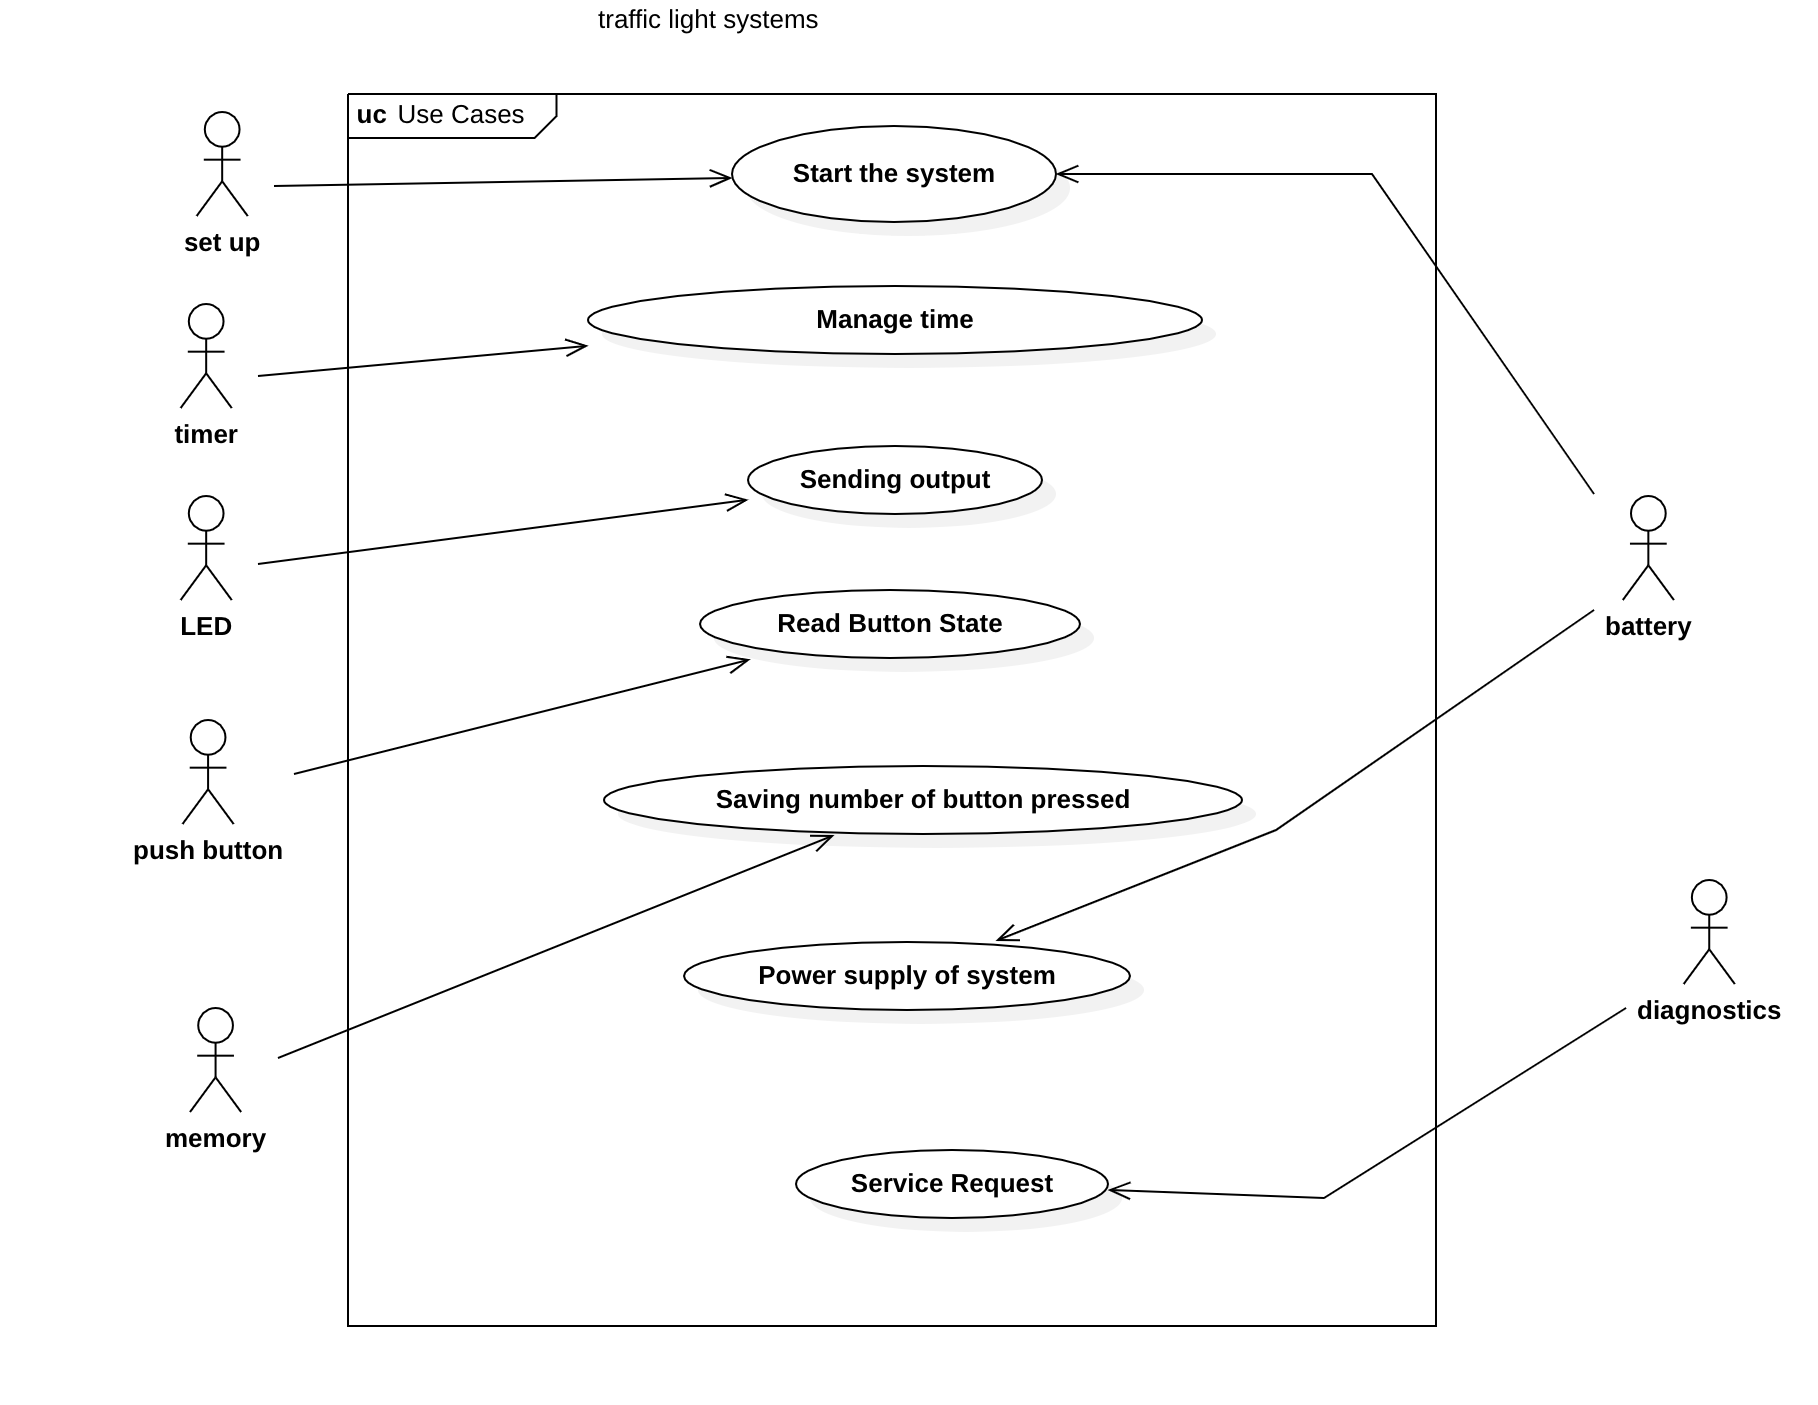 traffic light systems
uc Use Cases
set up
Start the system
timer
Manage time
LED
Sending output
battery
Read Button State
push button
Saving number of button pressed
diagnostics
Power supply of system
memory
Service Request